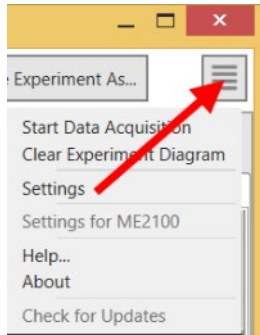 Experiment As...
Start Data Acquisition
Clear Experiment Diagram
Settings
Settings for ME2100
Help...
About
Check for Updates